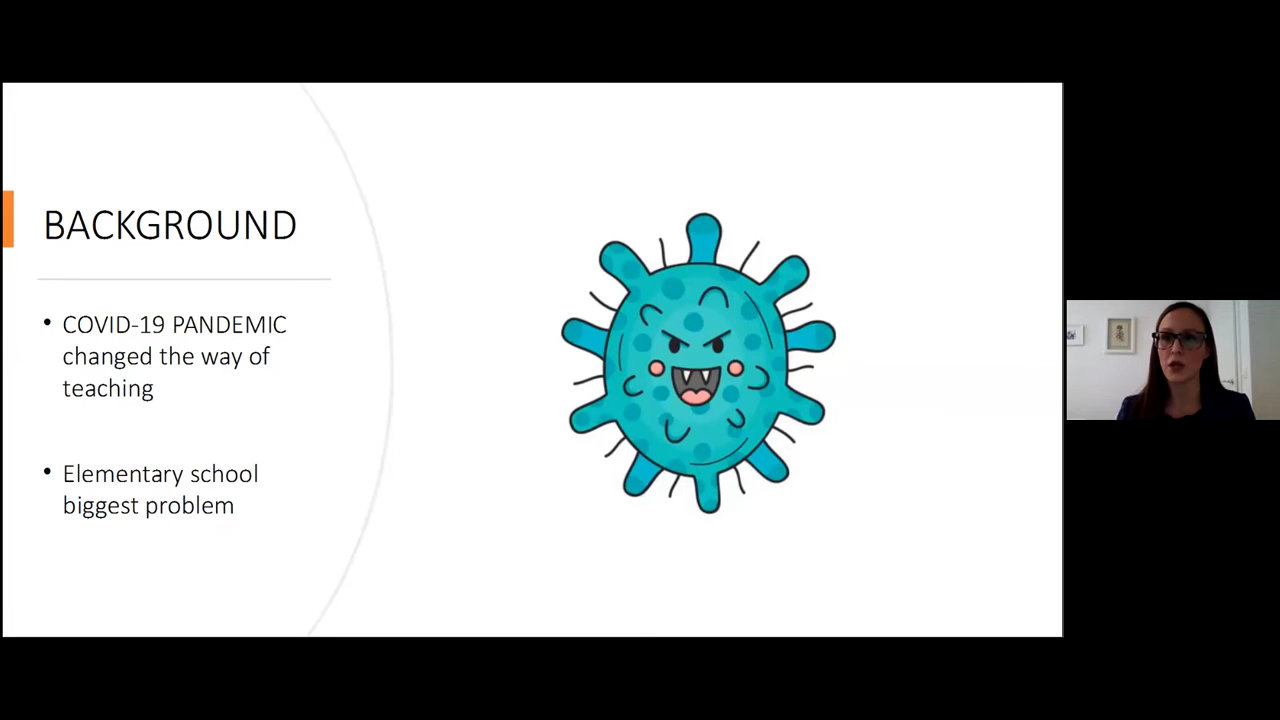 BACKGROUND
• COVID-19 PANDEMIC
changed the way of
teaching
• Elementary school
biggest problem